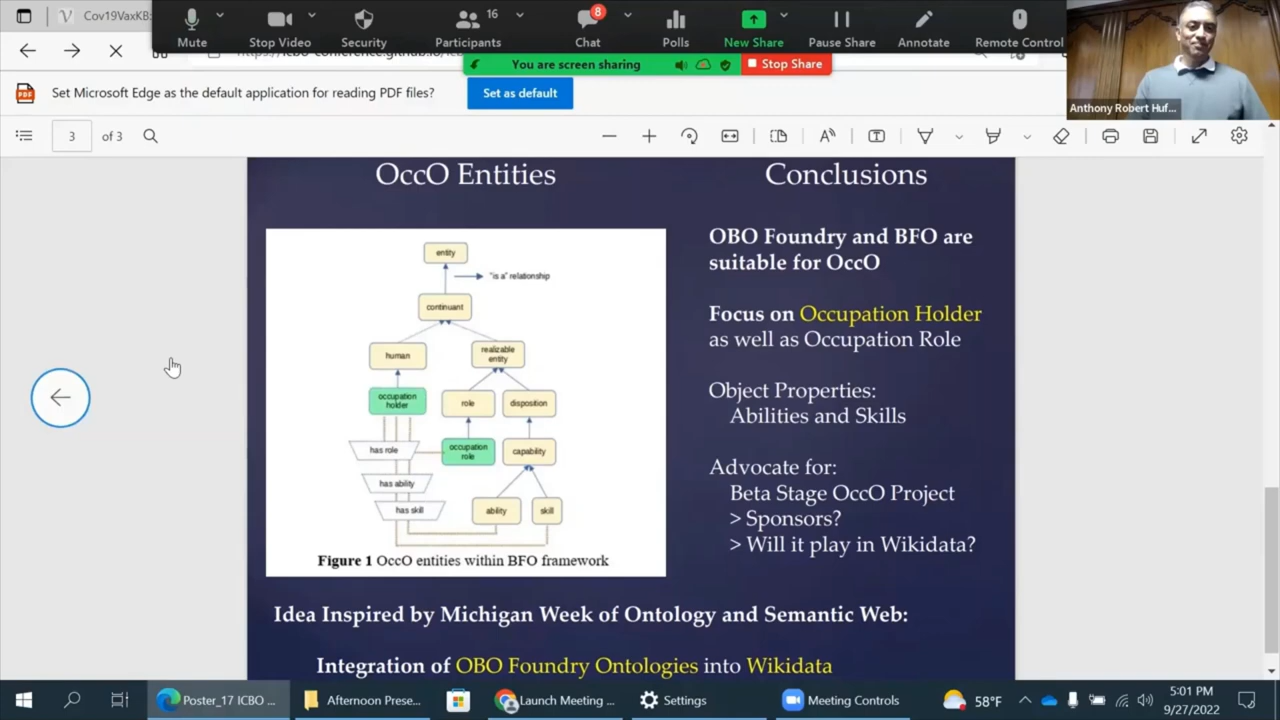 Cov19VaxKB
Mute
Stop Video
Security
16
Participants
8
Chat
Polls
New Share
Pause Share
Annotate
Remote Control
You are screen sharing
Stop Share
Anthony Robert Huf...
PDF
Set Microsoft Edge as the default application for reading PDF files?
Set as default
3
of 3
OccO Entities
entity
"is a" relationship
continuant
human
realizable
entity
occupation
holder
role
disposition
has role
occupation
role
capability
has ability
has skill
ability
skill
Figure 1 OccO entities within BFO framework
Conclusions
OBO Foundry and BFO are
suitable for OccO
Focus on Occupation Holder
as well as Occupation Role
Object Properties:
Abilities and Skills
Advocate for:
Beta Stage OccO Project
> Sponsors?
> Will it play in Wikidata?
Idea Inspired by Michigan Week of Ontology and Semantic Web:
Integration of OBO Foundry Ontologies into Wikidata
Poster_17 ICBO ...
Afternoon Prese...
Launch Meeting ...
Settings
Meeting Controls
58°F
5:01 PM
9/27/2022